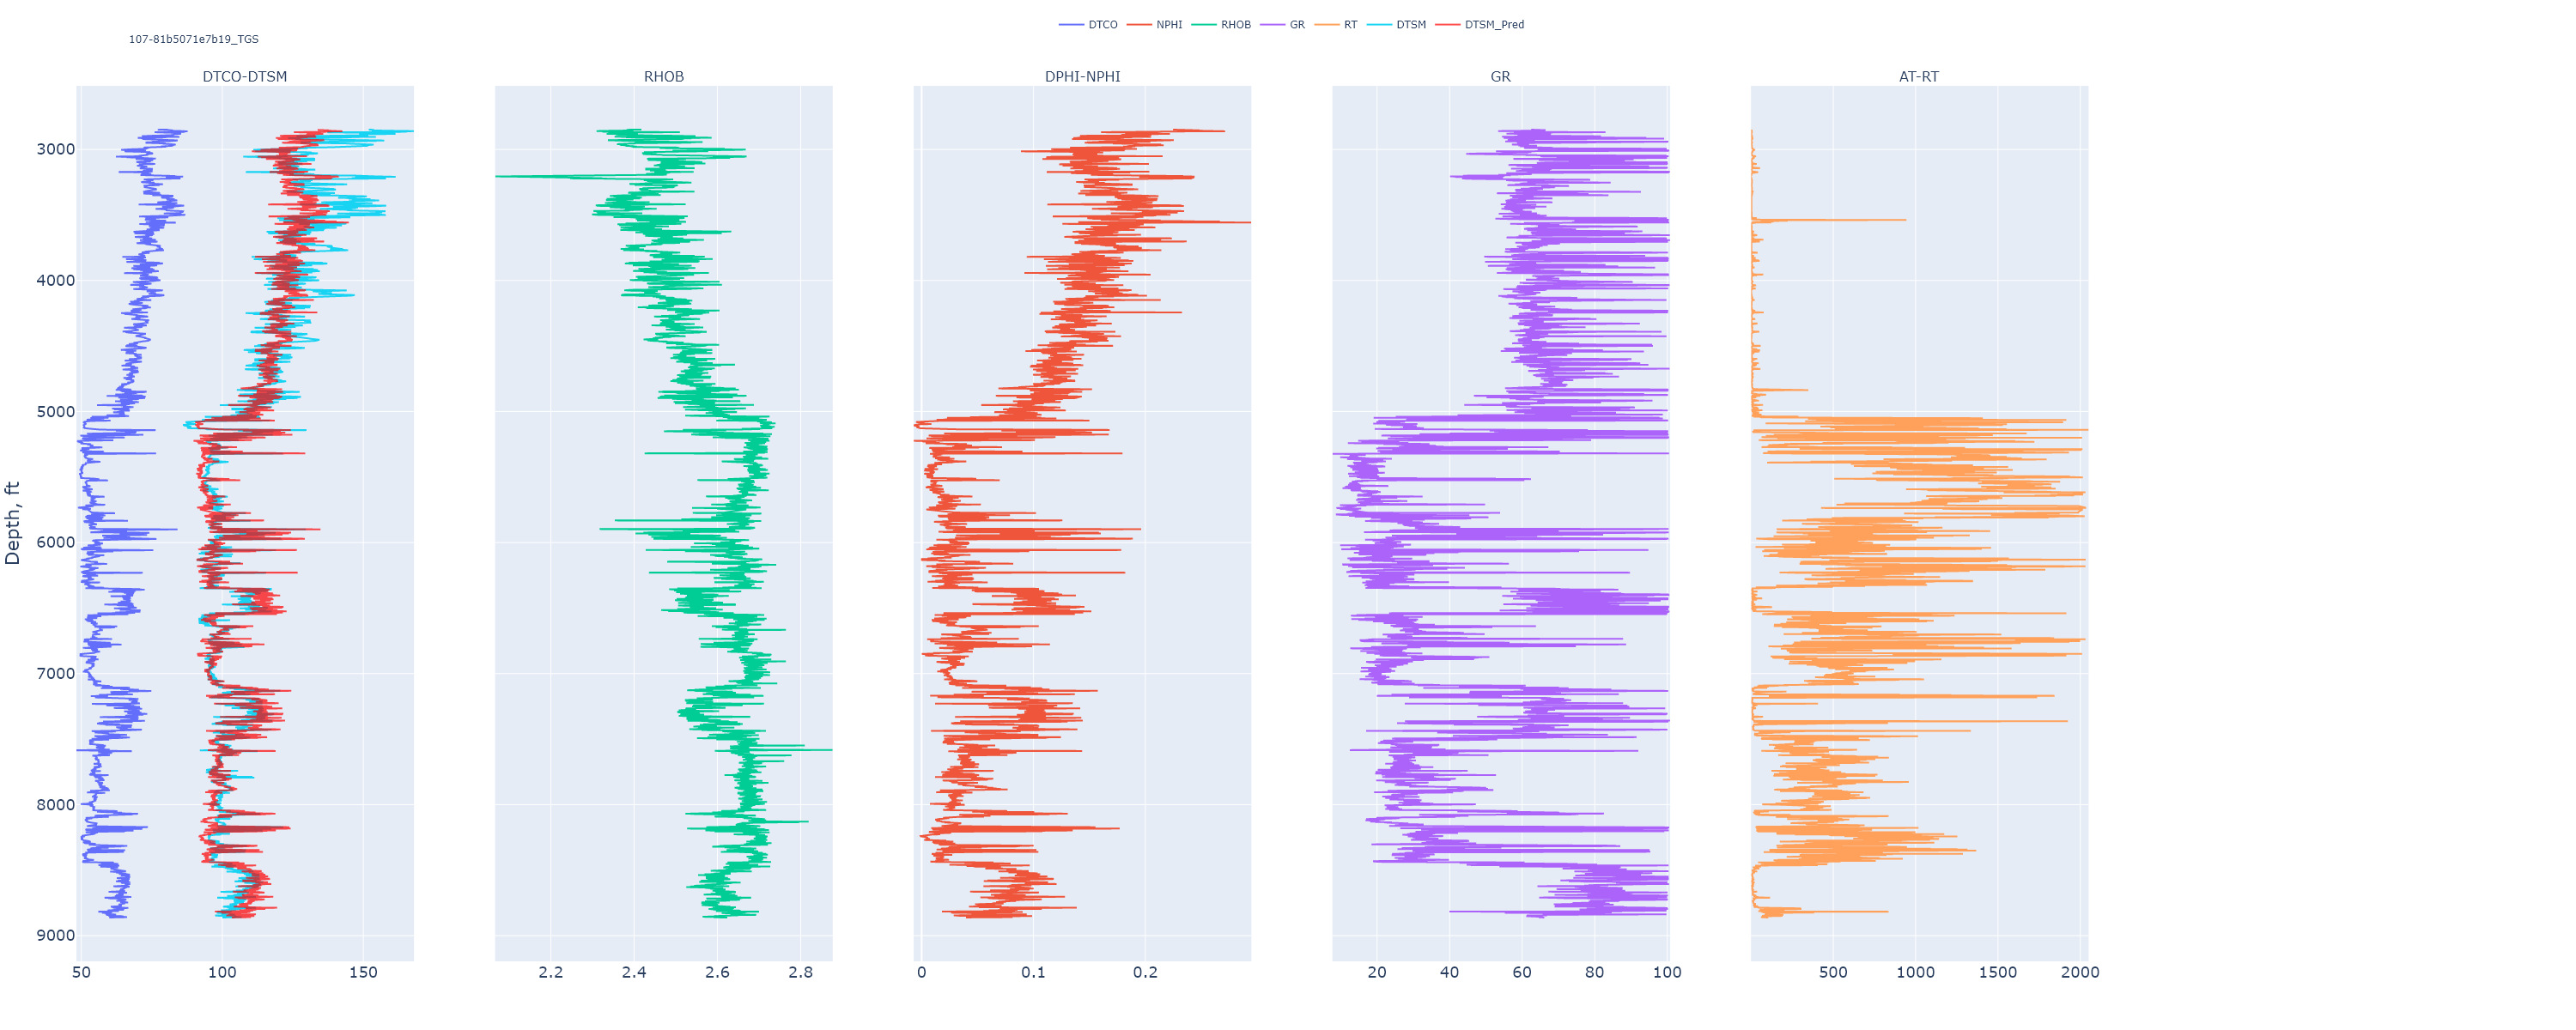 DTCO NPHI RHOB GR RT DTSM DTSM_Pred
107-81b5071e7b19_TGS
DTCO-DTSM RHOB DPHI-NPHI GR AT-RT
Depth, ft
3000
4000
5000
6000
7000
8000
9000
50 100 150 2.2 2.4 2.6 2.8 0 0.1 0.2 20 40 60 80 100 500 1000 1500 2000